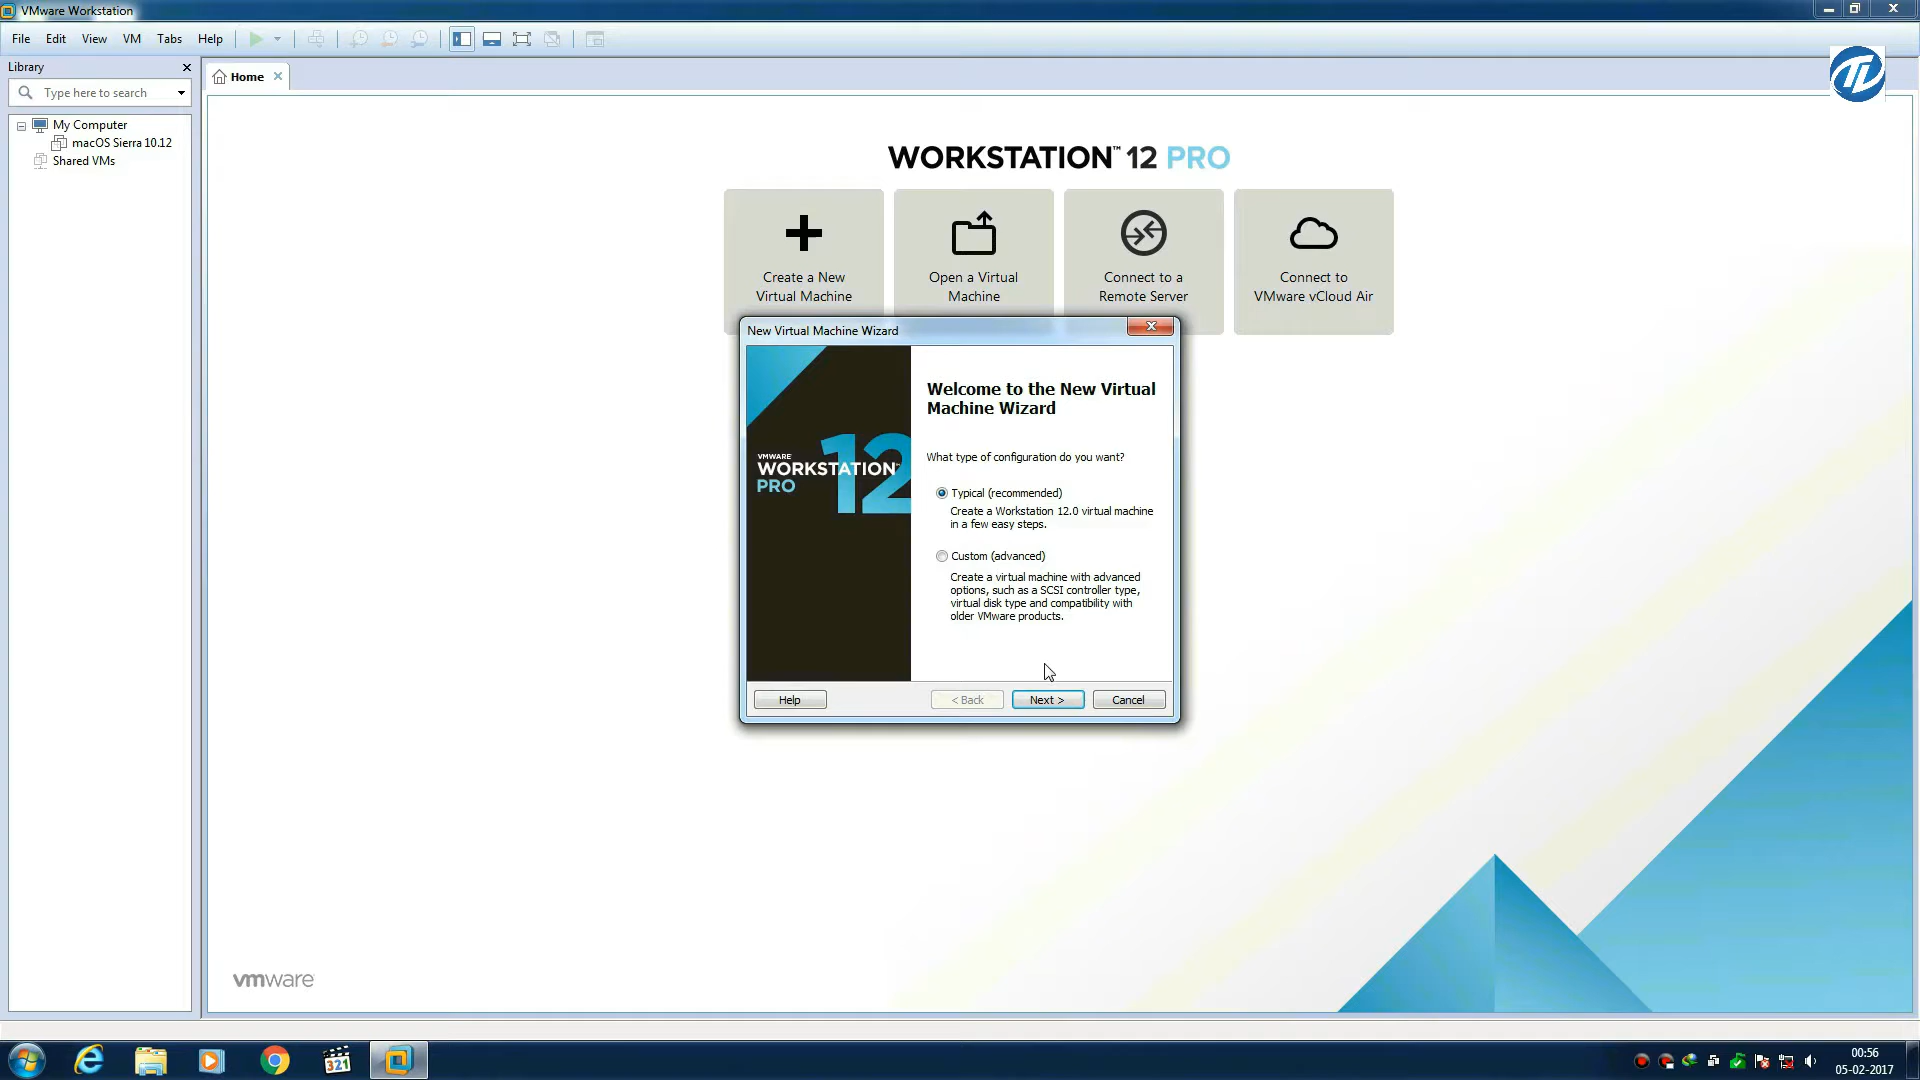 VMware Workstation
File Edit View VM Tabs Help
Library
Type here to search
My Computer
macOS Sierra 10.12
Shared VMs
Home
WORKSTATION™ 12 PRO
Create a New
Virtual Machine
Open a Virtual
Machine
Connect to a
Remote Server
Connect to
VMware vCloud Air
New Virtual Machine Wizard
VMWARE
WORKSTATION™
PRO
12
Welcome to the New Virtual
Machine Wizard
What type of configuration do you want?
Typical (recommended)
Create a Workstation 12.0 virtual machine
in a few easy steps.
Custom (advanced)
Create a virtual machine with advanced
options, such as a SCSI controller type,
virtual disk type and compatibility with
older VMware products.
Help
< Back
Next >
Cancel
vmware
321
00:56
05-02-2017